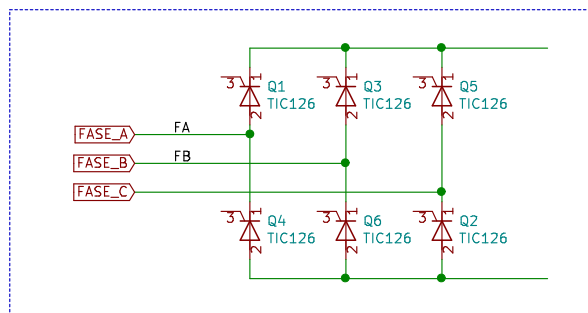 3 1 Q1 TIC126 2
3 1 Q3 TIC126 2
3 1 Q5 TIC126 2
FASE_A FA
FASE_B FB
FASE_C
3 1 Q4 TIC126 2
3 1 Q6 TIC126 2
3 1 Q2 TIC126 2